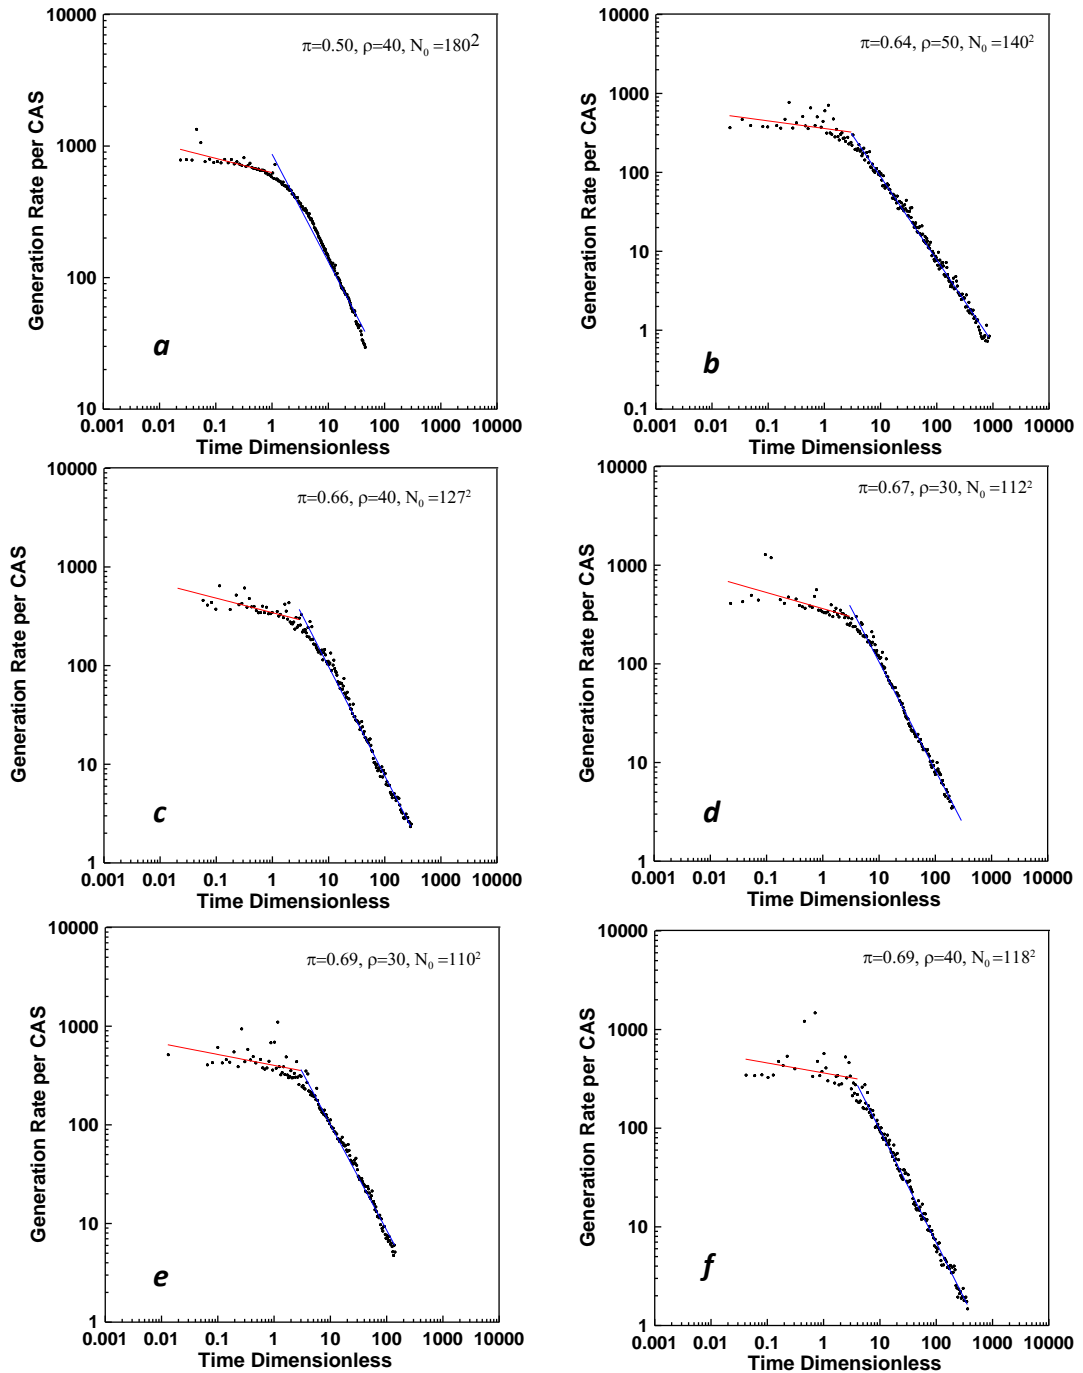 10000
1000
100
10
Generation Rate per CAS
π=0.50, ρ=40, N₀ =180²
a
0.001 0.01 0.1 1 10 100 1000 10000
Time Dimensionless
10000
1000
100
10
1
0.1
Generation Rate per CAS
π=0.64, ρ=50, N₀ =140²
b
0.001 0.01 0.1 1 10 100 1000 10000
Time Dimensionless
10000
1000
100
10
1
Generation Rate per CAS
π=0.66, ρ=40, N₀ =127²
c
0.001 0.01 0.1 1 10 100 1000 10000
Time Dimensionless
10000
1000
100
10
1
Generation Rate per CAS
π=0.67, ρ=30, N₀ =112²
d
0.001 0.01 0.1 1 10 100 1000 10000
Time Dimensionless
10000
1000
100
10
1
Generation Rate per CAS
π=0.69, ρ=30, N₀ =110²
e
0.001 0.01 0.1 1 10 100 1000 10000
Time Dimensionless
10000
1000
100
10
1
Generation Rate per CAS
π=0.69, ρ=40, N₀ =118²
f
0.001 0.01 0.1 1 10 100 1000 10000
Time Dimensionless